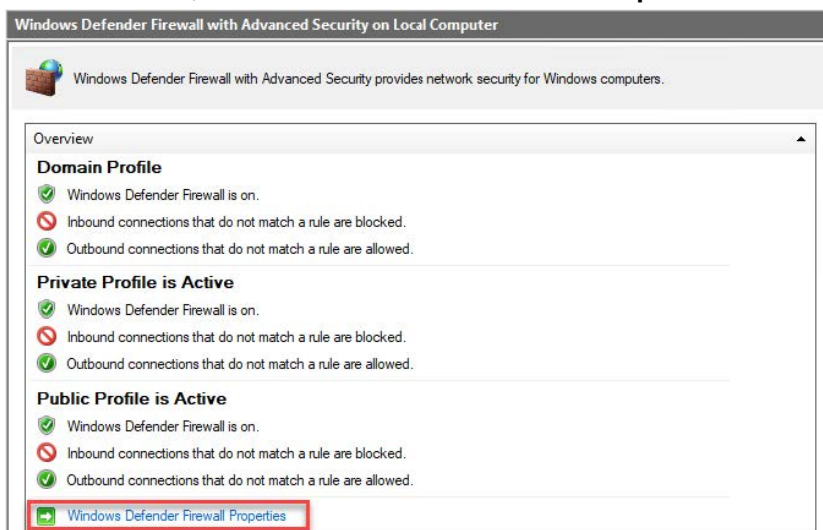 Windows Defender Firewall with Advanced Security on Local Computer
Windows Defender Firewall with Advanced Security provides network security for Windows computers.
Overview
Domain Profile
Windows Defender Firewall is on.
Inbound connections that do not match a rule are blocked.
Outbound connections that do not match a rule are allowed.
Private Profile is Active
Windows Defender Firewall is on.
Inbound connections that do not match a rule are blocked.
Outbound connections that do not match a rule are allowed.
Public Profile is Active
Windows Defender Firewall is on.
Inbound connections that do not match a rule are blocked.
Outbound connections that do not match a rule are allowed.
Windows Defender Firewall Properties